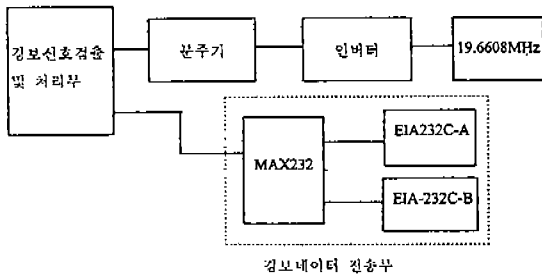 경보신호검출
및 처리부
분주기
인버터
19.6608MHz
MAX232
EIA232C-A
EIA-232C-B
경보데이터 전송부